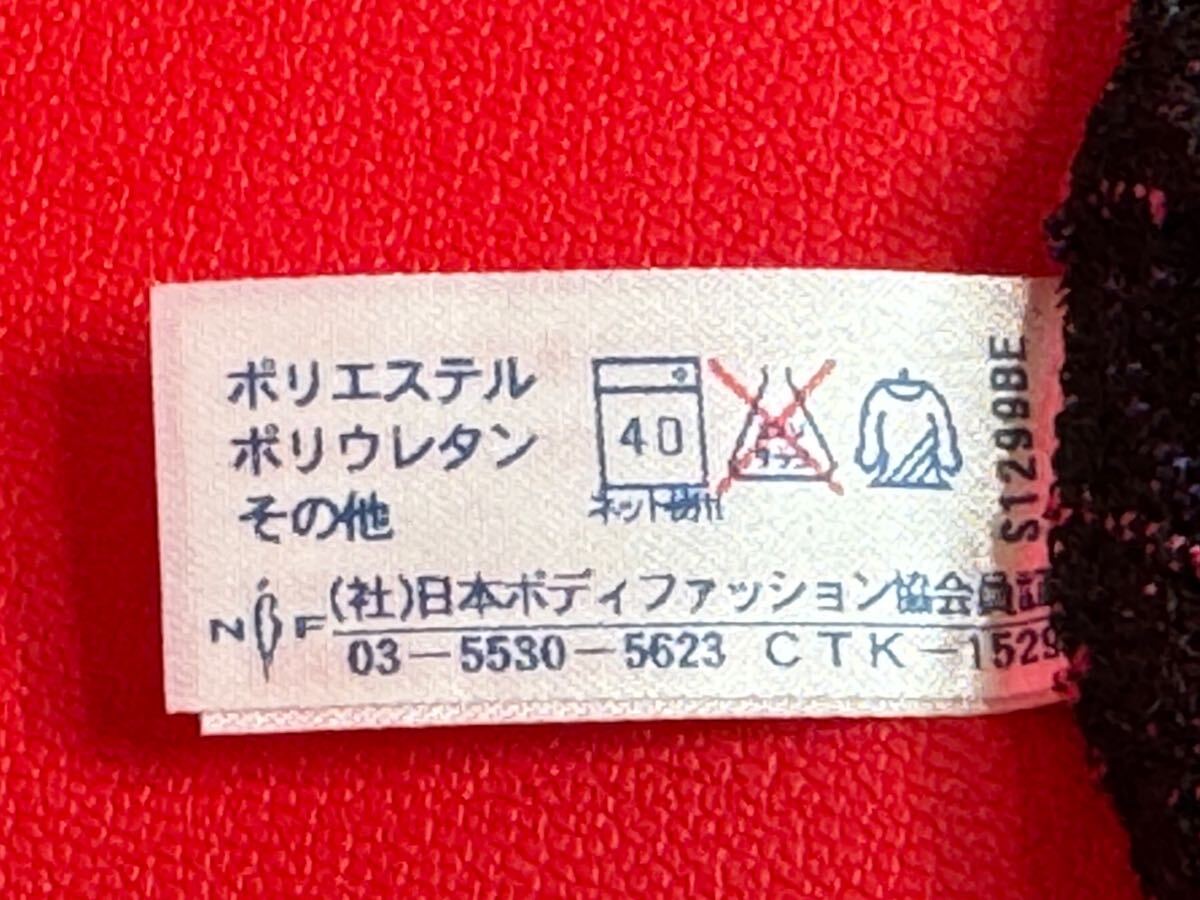 ポリエステル
ポリウレタン
その他
40
ネット使用
(社)日本ボディファッション協会員証
N F
03-5530-5623 CTK-1529
S1299BE